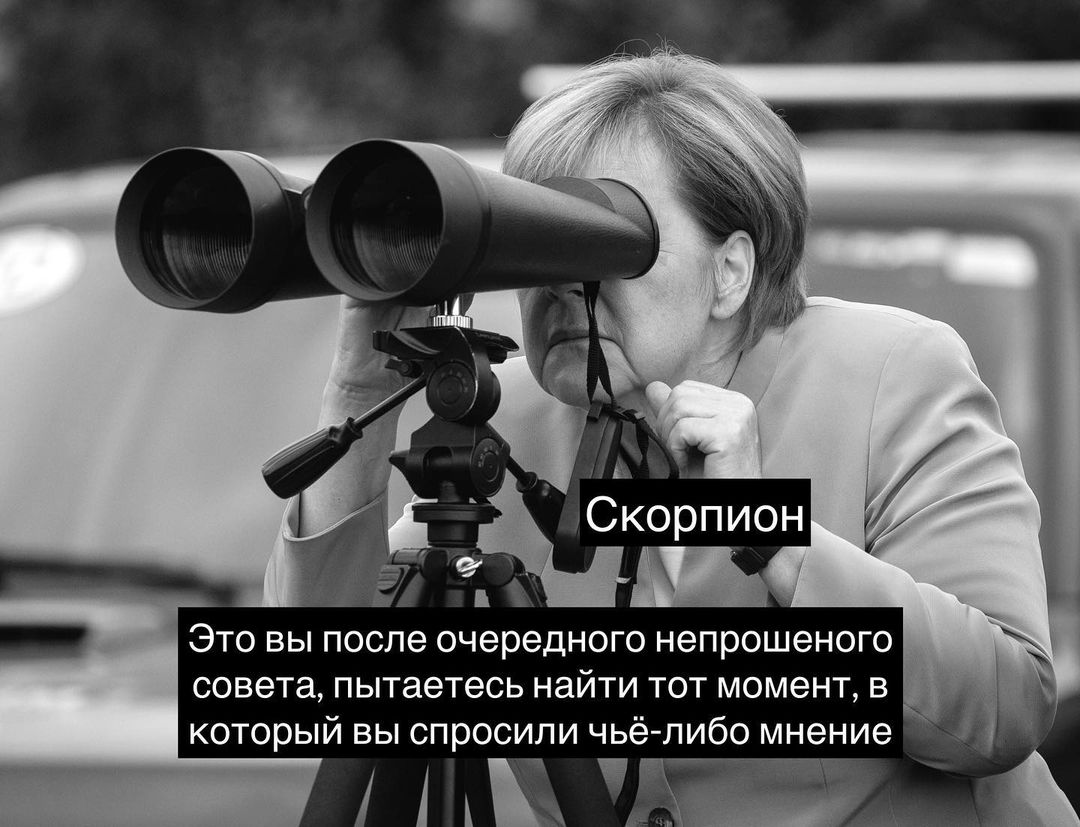 Скорпион
Это вы после очередного непрошеного
совета, пытаетесь найти тот момент, в
который вы спросили чьё-либо мнение